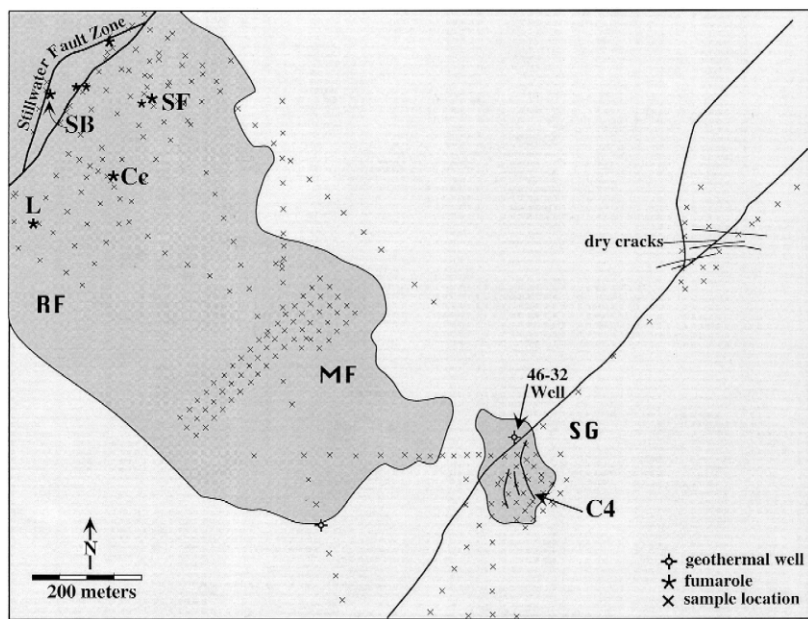 Stillwater Fault Zone
SF
SB
Cc
L
dry cracks
RF
MF
46-32
Well
SG
C4
N
200 meters
geothermal well
fumarole
sample location